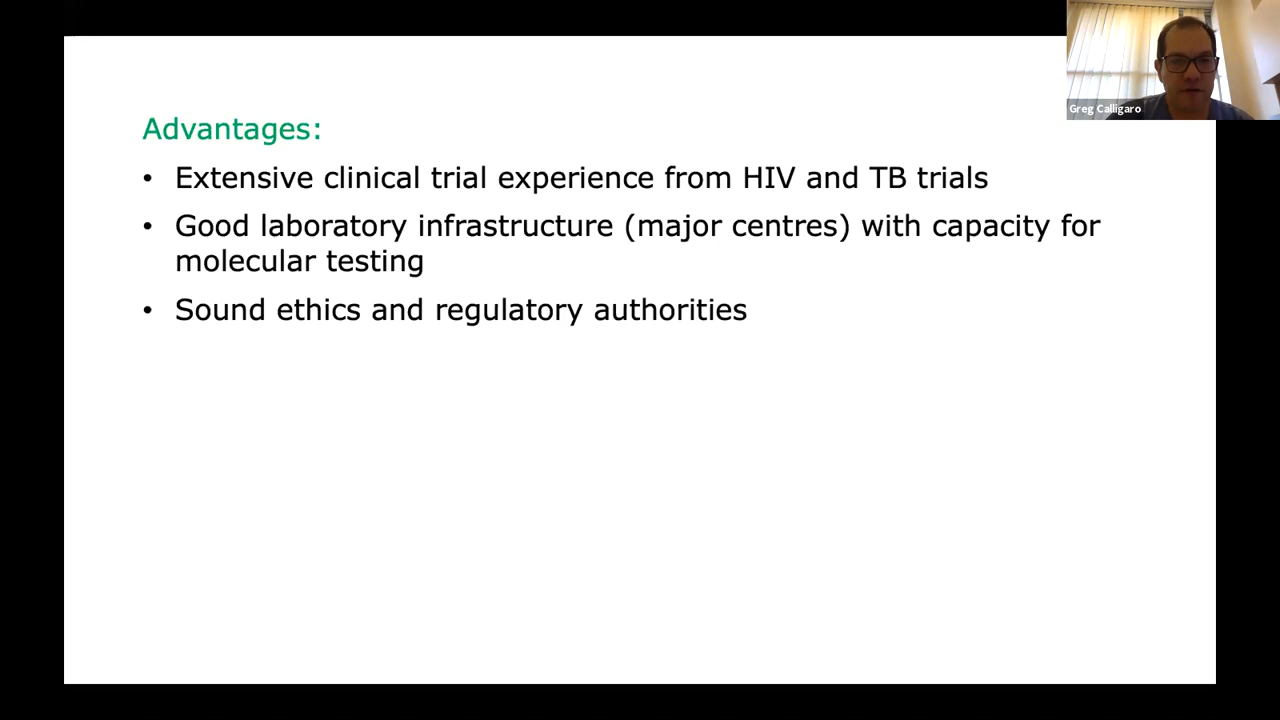 Greg Calligaro
Advantages:
• Extensive clinical trial experience from HIV and TB trials
• Good laboratory infrastructure (major centres) with capacity for
molecular testing
• Sound ethics and regulatory authorities